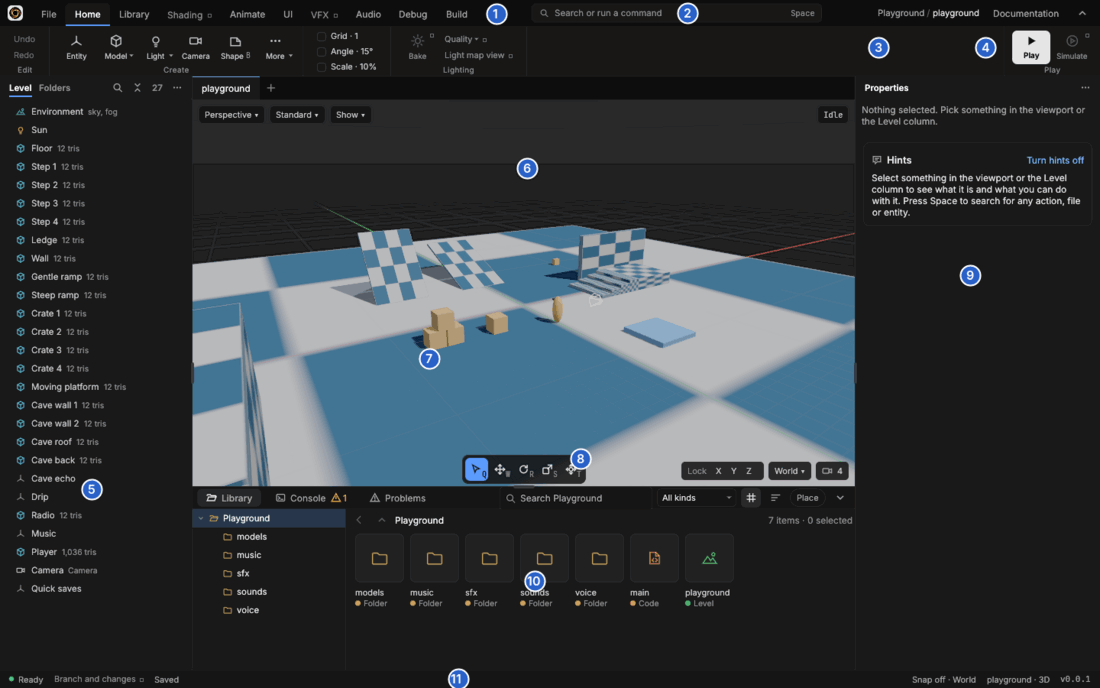 File Home Library Shading Animate UI VFX Audio Debug Build 1 Search or run a command 2 Space Playground / playground Documentation
Undo
Redo
Edit
Entity Model Light Camera Shape 8 More
Create
Grid · 1
Angle · 15°
Scale · 10%
Bake
Quality
Light map view
Lighting
3
4
Play Simulate
Play
Level Folders 27
Environment sky, fog
Sun
Floor 12 tris
Step 1 12 tris
Step 2 12 tris
Step 3 12 tris
Step 4 12 tris
Ledge 12 tris
Wall 12 tris
Gentle ramp 12 tris
Steep ramp 12 tris
Crate 1 12 tris
Crate 2 12 tris
Crate 3 12 tris
Crate 4 12 tris
Moving platform 12 tris
Cave wall 1 12 tris
Cave wall 2 12 tris
Cave roof 12 tris
Cave back 12 tris
Cave echo
Drip
5
Radio 12 tris
Music
Player 1,036 tris
Camera Camera
Quick saves
playground
Perspective Standard Show Idle
6
7
8
Q W R S T
Lock X Y Z World 4
Properties
Nothing selected. Pick something in the viewport or
the Level column.
Hints Turn hints off
Select something in the viewport or the Level
column to see what it is and what you can do
with it. Press Space to search for any action, file
or entity.
9
Library Console 1 Problems Search Playground All kinds Place
Playground
models
music
sfx
sounds
voice
Playground 7 items · 0 selected
10
models music sfx sounds voice main playground
Folder Folder Folder Folder Folder Code Level
Ready Branch and changes Saved 11 Snap off · World playground · 3D v0.0.1